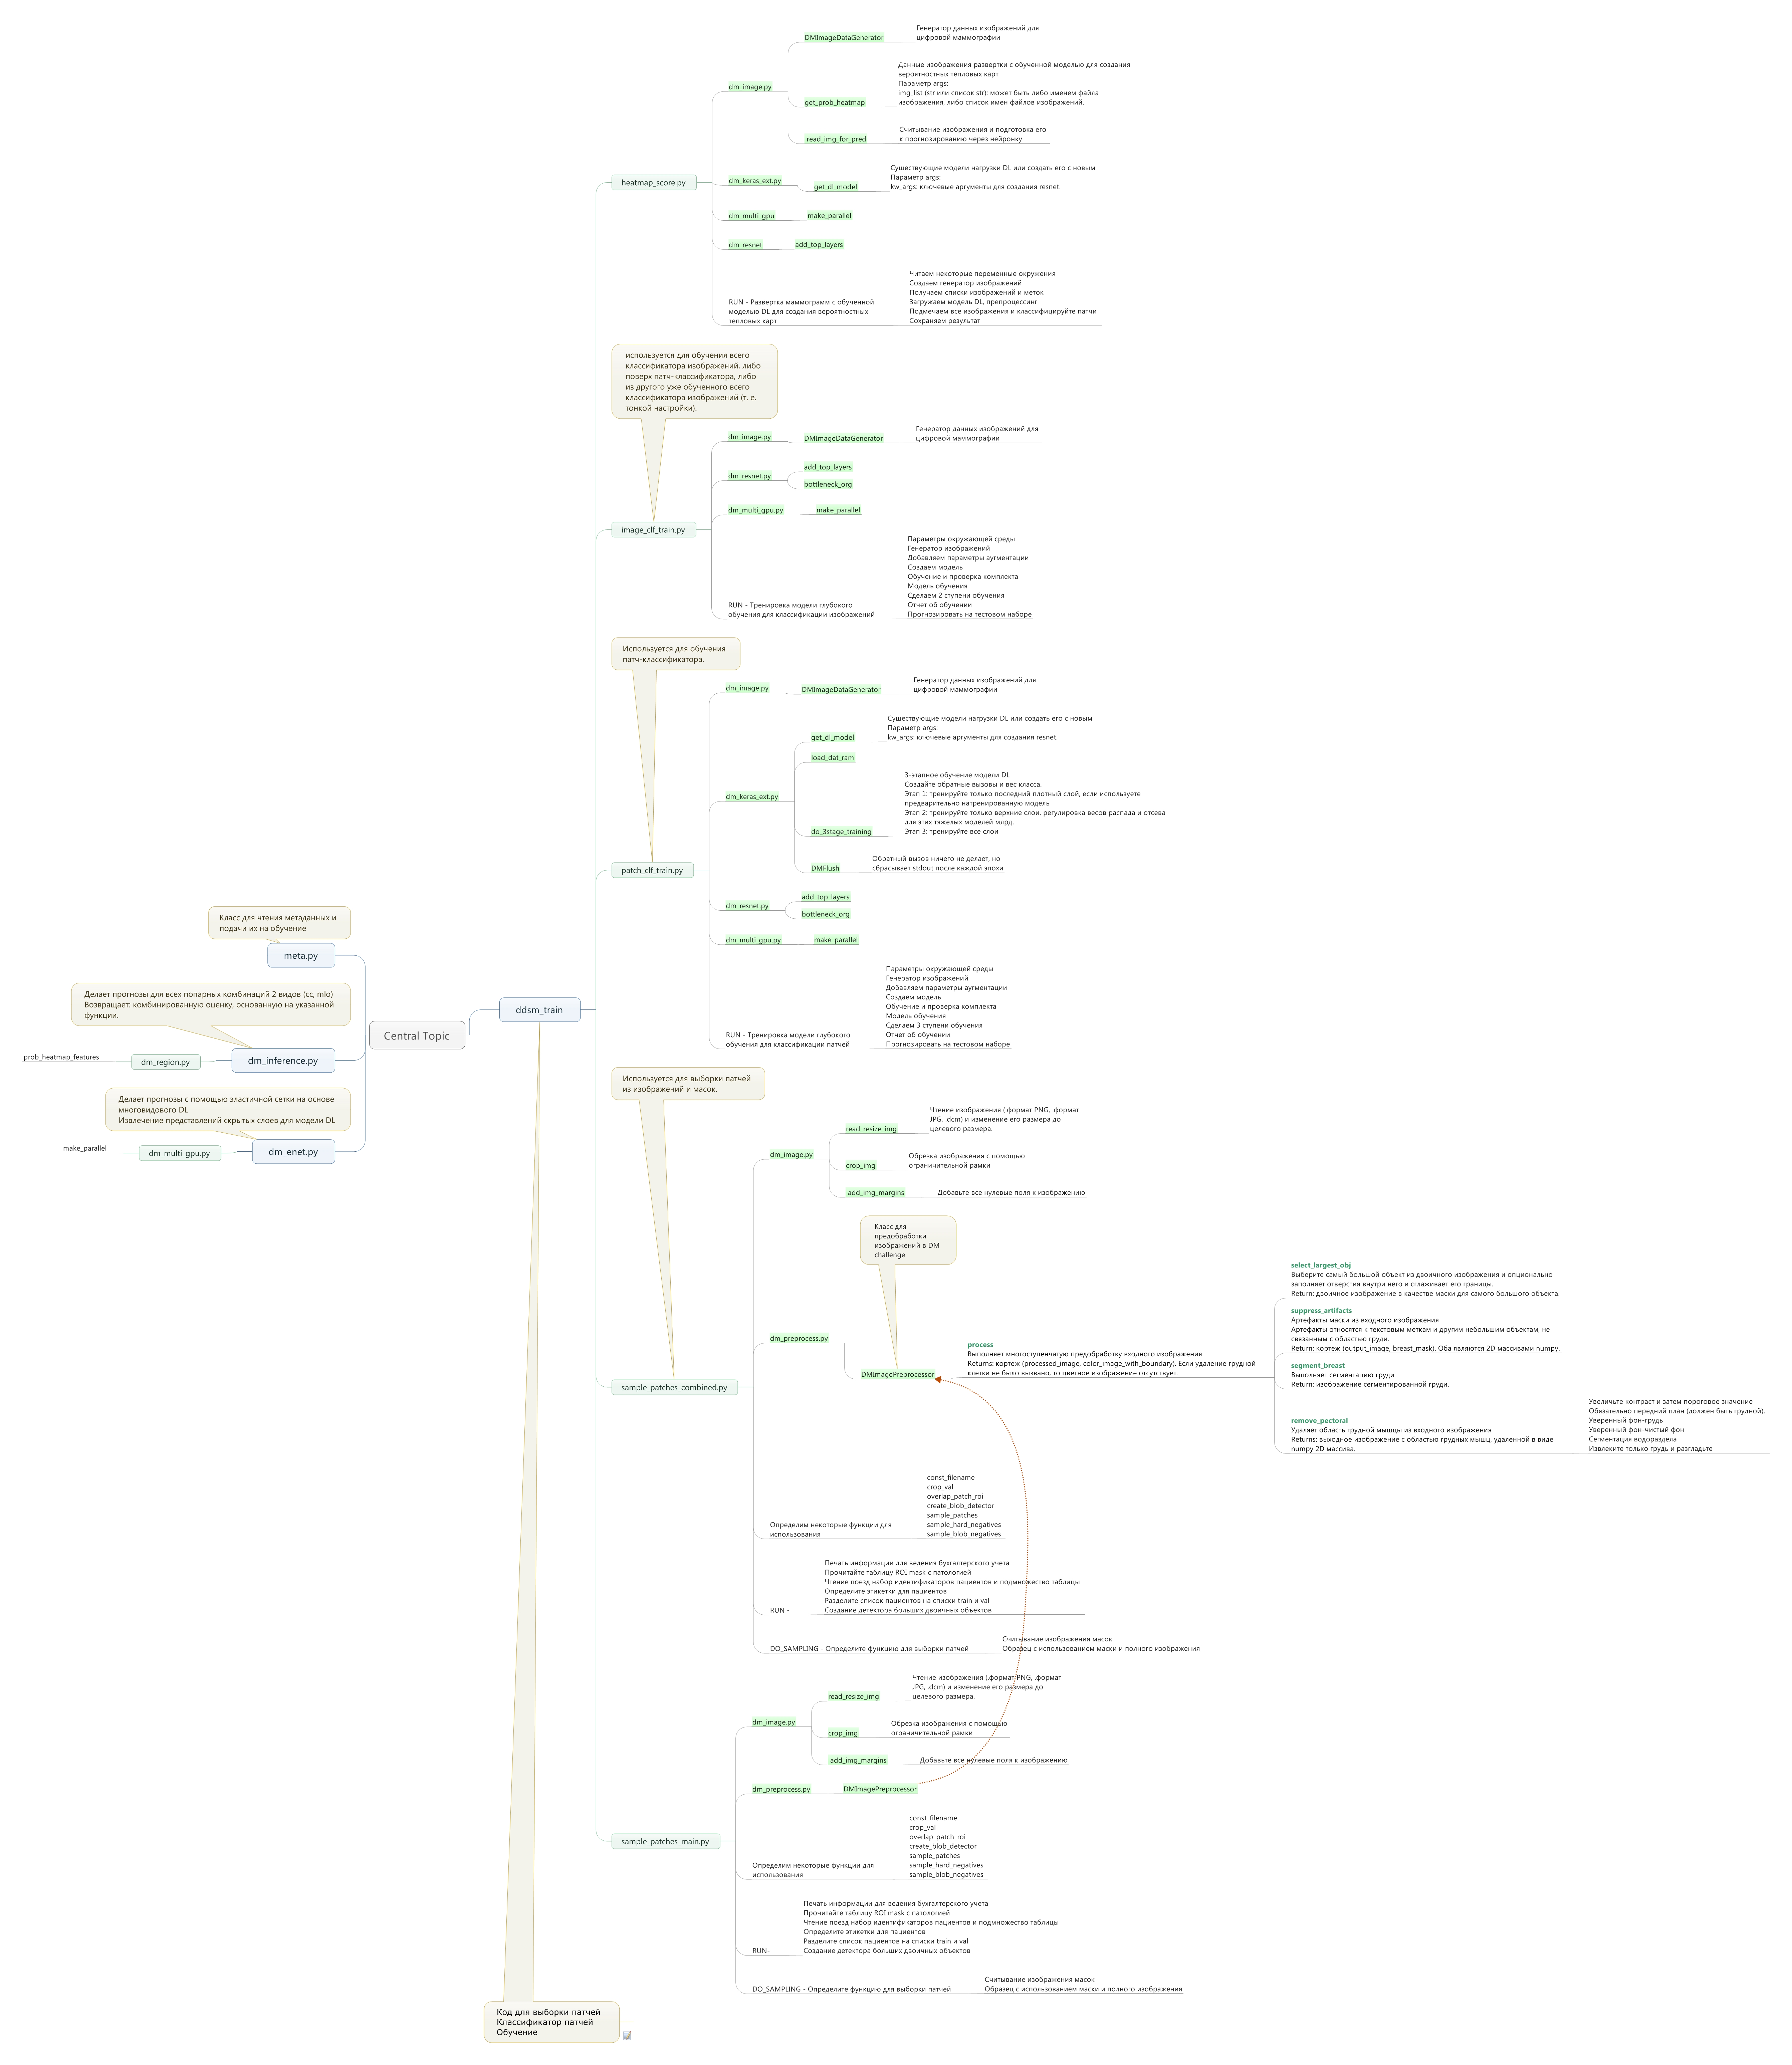 Central Topic
ddsm_train
Код для выборки патчей
Классификатор патчей
Обучение
heatmap_score.py
dm_image.py
DMImageDataGenerator
Генератор данных изображений для
цифровой маммографии
get_prob_heatmap
Данные изображения развертки с обученной моделью для создания
вероятностных тепловых карт
Параметр args:
img_list (str или список str): может быть либо именем файла
изображения, либо список имен файлов изображений.
read_img_for_pred
Считывание изображения и подготовка его
к прогнозированию через нейронку
dm_keras_ext.py
get_dl_model
Существующие модели нагрузки DL или создать его с новым
Параметр args:
kw_args: ключевые аргументы для создания resnet.
dm_multi_gpu
make_parallel
dm_resnet
add_top_layers
RUN - Развертка маммограмм с обученной
моделью DL для создания вероятностных
тепловых карт
Читаем некоторые переменные окружения
Создаем генератор изображений
Получаем списки изображений и меток
Загружаем модель DL, препроцессинг
Подмечаем все изображения и классифицируйте патчи
Сохраняем результат
используется для обучения всего
классификатора изображений, либо
поверх патч-классификатора, либо
из другого уже обученного всего
классификатора изображений (т. е.
тонкой настройки).
image_clf_train.py
dm_image.py
DMImageDataGenerator
Генератор данных изображений для
цифровой маммографии
dm_resnet.py
add_top_layers
bottleneck_org
dm_multi_gpu.py
make_parallel
RUN - Тренировка модели глубокого
обучения для классификации изображений
Параметры окружающей среды
Генератор изображений
Добавляем параметры аугментации
Создаем модель
Обучение и проверка комплекта
Модель обучения
Сделаем 2 ступени обучения
Отчет об обучении
Прогнозировать на тестовом наборе
Используется для обучения
патч-классификатора.
patch_clf_train.py
dm_image.py
DMImageDataGenerator
Генератор данных изображений для
цифровой маммографии
dm_keras_ext.py
get_dl_model
Существующие модели нагрузки DL или создать его с новым
Параметр args:
kw_args: ключевые аргументы для создания resnet.
load_dat_ram
do_3stage_training
3-этапное обучение модели DL
Создайте обратные вызовы и вес класса.
Этап 1: тренируйте только последний плотный слой, если используете
предварительно натренированную модель
Этап 2: тренируйте только верхние слои, регулировка весов распада и отсева
для этих тяжелых моделей млрд.
Этап 3: тренируйте все слои
DMFlush
Обратный вызов ничего не делает, но
сбрасывает stdout после каждой эпохи
dm_resnet.py
add_top_layers
bottleneck_org
dm_multi_gpu.py
make_parallel
RUN - Тренировка модели глубокого
обучения для классификации патчей
Параметры окружающей среды
Генератор изображений
Добавляем параметры аугментации
Создаем модель
Обучение и проверка комплекта
Модель обучения
Сделаем 3 ступени обучения
Отчет об обучении
Прогнозировать на тестовом наборе
Используется для выборки патчей
из изображений и масок.
sample_patches_combined.py
dm_image.py
read_resize_img
Чтение изображения (.формат PNG, .формат
JPG, .dcm) и изменение его размера до
целевого размера.
crop_img
Обрезка изображения с помощью
ограничительной рамки
add_img_margins
Добавьте все нулевые поля к изображению
dm_preprocess.py
Класс для
предобработки
изображений в DM
challenge
DMImagePreprocessor
process
Выполняет многоступенчатую предобработку входного изображения
Returns: кортеж (processed_image, color_image_with_boundary). Если удаление грудной
клетки не было вызвано, то цветное изображение отсутствует.
select_largest_obj
Выберите самый большой объект из двоичного изображения и опционально
заполняет отверстия внутри него и сглаживает его границы.
Return: двоичное изображение в качестве маски для самого большого объекта.
suppress_artifacts
Артефакты маски из входного изображения
Артефакты относятся к текстовым меткам и другим небольшим объектам, не
связанным с областью груди.
Return: кортеж (output_image, breast_mask). Оба являются 2D массивами numpy.
segment_breast
Выполняет сегментацию груди
Return: изображение сегментированной груди.
remove_pectoral
Удаляет область грудной мышцы из входного изображения
Returns: выходное изображение с областью грудных мышц, удаленной в виде
numpy 2D массива.
Увеличьте контраст и затем пороговое значение
Обязательно передний план (должен быть грудной).
Уверенный фон-грудь
Уверенный фон-чистый фон
Сегментация водораздела
Извлеките только грудь и разгладьте
Определим некоторые функции для
использования
const_filename
crop_val
overlap_patch_roi
create_blob_detector
sample_patches
sample_hard_negatives
sample_blob_negatives
RUN -
Печать информации для ведения бухгалтерского учета
Прочитайте таблицу ROI mask с патологией
Чтение поезд набор идентификаторов пациентов и подмножество таблицы
Определите этикетки для пациентов
Разделите список пациентов на списки train и val
Создание детектора больших двоичных объектов
DO_SAMPLING - Определите функцию для выборки патчей
Считывание изображения масок
Образец с использованием маски и полного изображения
sample_patches_main.py
dm_image.py
read_resize_img
Чтение изображения (.формат PNG, .формат
JPG, .dcm) и изменение его размера до
целевого размера.
crop_img
Обрезка изображения с помощью
ограничительной рамки
add_img_margins
Добавьте все нулевые поля к изображению
dm_preprocess.py
DMImagePreprocessor
Определим некоторые функции для
использования
const_filename
crop_val
overlap_patch_roi
create_blob_detector
sample_patches
sample_hard_negatives
sample_blob_negatives
RUN-
Печать информации для ведения бухгалтерского учета
Прочитайте таблицу ROI mask с патологией
Чтение поезд набор идентификаторов пациентов и подмножество таблицы
Определите этикетки для пациентов
Разделите список пациентов на списки train и val
Создание детектора больших двоичных объектов
DO_SAMPLING - Определите функцию для выборки патчей
Считывание изображения масок
Образец с использованием маски и полного изображения
Класс для чтения метаданных и
подачи их на обучение
meta.py
Делает прогнозы для всех попарных комбинаций 2 видов (cc, mlo)
Возвращает: комбинированную оценку, основанную на указанной
функции.
dm_inference.py
dm_region.py
prob_heatmap_features
Делает прогнозы с помощью эластичной сетки на основе
многовидового DL
Извлечение представлений скрытых слоев для модели DL
dm_enet.py
dm_multi_gpu.py
make_parallel